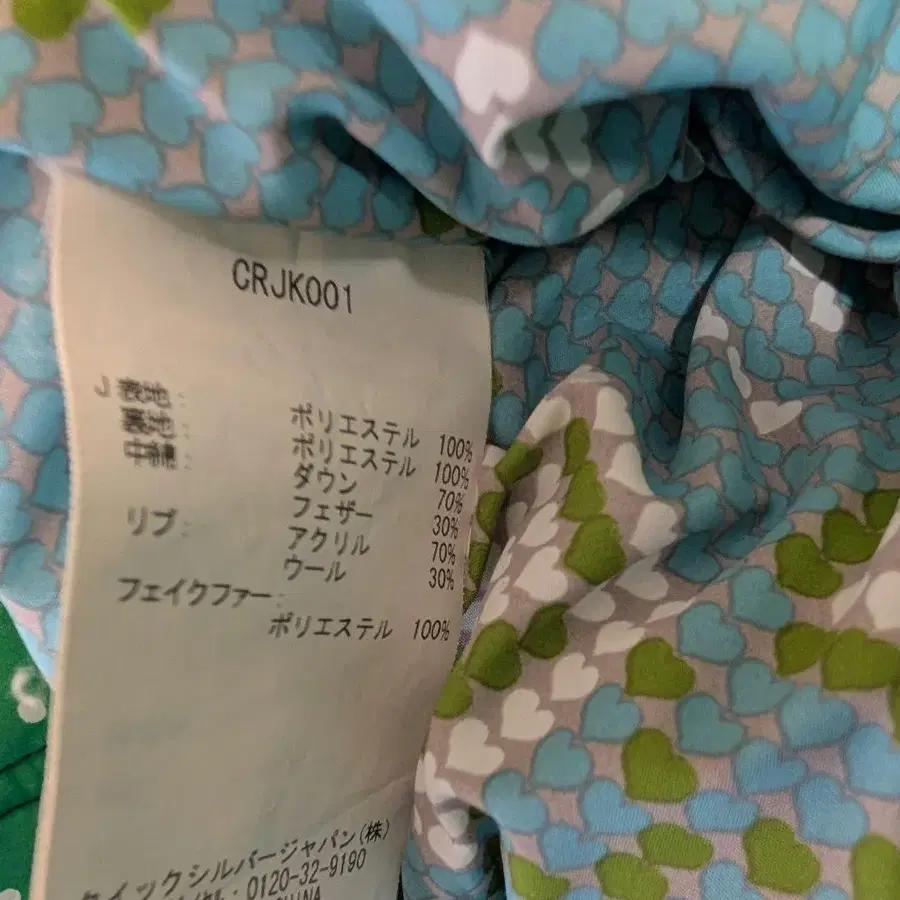 CRJK001
J 表地:
ポリエステル 100%
裏地:
ポリエステル 100%
中綿:
ダウン 70%
フェザー 30%
リブ:
アクリル 70%
ウール 30%
フェイクファー:
ポリエステル 100%
クイックシルバージャパン(株)
0120-32-9190
CHINA